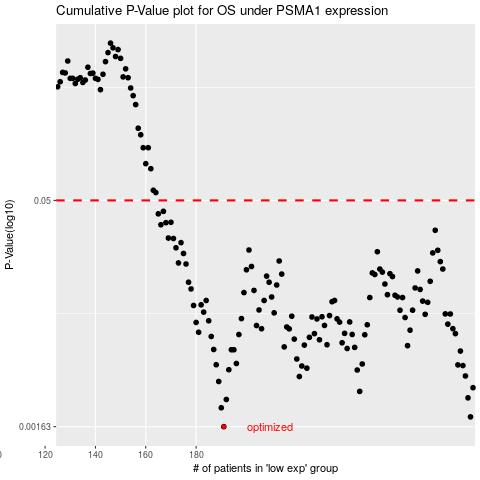 Cumulative P-Value plot for OS under PSMA1 expression
P-Value(log10)
0.05
0.00163
optimized
0 120 140 160 180
# of patients in 'low exp' group